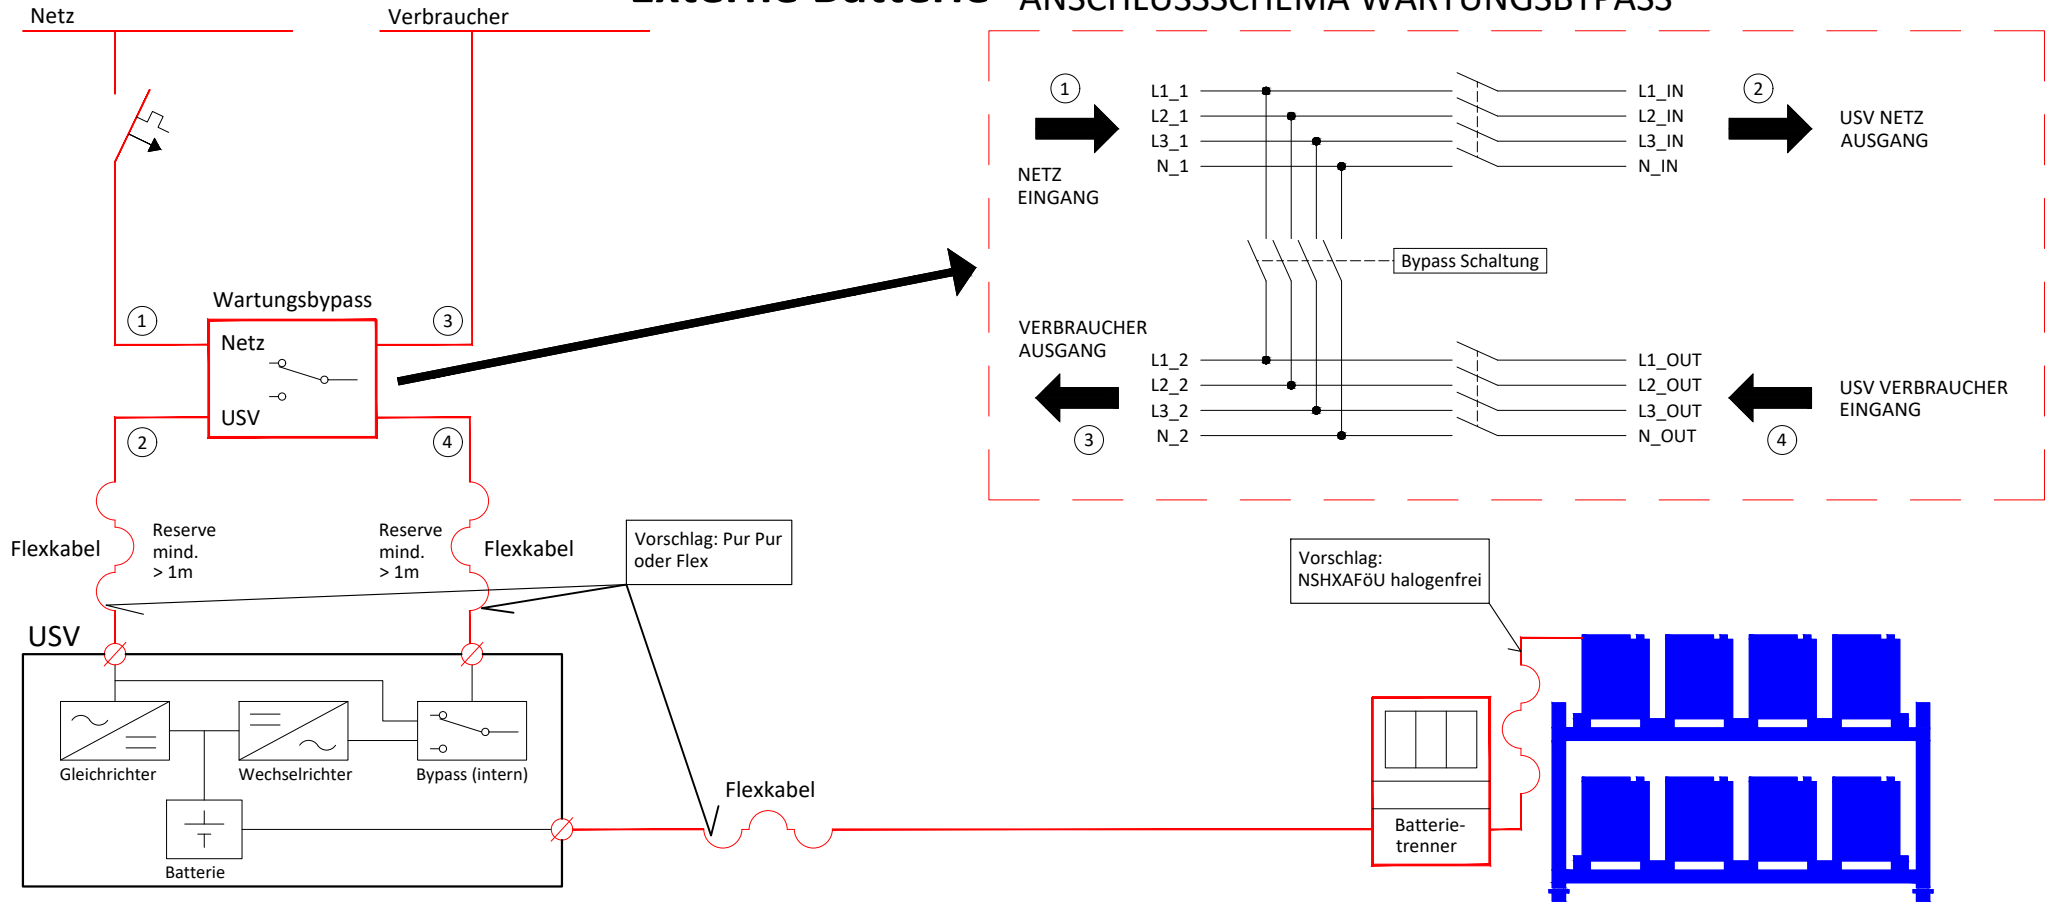 Externe Batterie
ANSCHLUSSSCHEMA WARTUNGSBYPASS
Netz
Verbraucher
Wartungsbypass
1
3
Netz
USV
2
4
Flexkabel
Reserve
mind.
> 1m
Reserve
mind.
> 1m
Flexkabel
Vorschlag: Pur Pur
oder Flex
USV
Gleichrichter
Wechselrichter
Bypass (intern)
Batterie
Flexkabel
1
NETZ
EINGANG
L1_1
L2_1
L3_1
N_1
L1_IN
L2_IN
L3_IN
N_IN
2
USV NETZ
AUSGANG
Bypass Schaltung
VERBRAUCHER
AUSGANG
3
L1_2
L2_2
L3_2
N_2
L1_OUT
L2_OUT
L3_OUT
N_OUT
USV VERBRAUCHER
EINGANG
4
Vorschlag:
NSHXAFöU halogenfrei
Batterie-
trenner